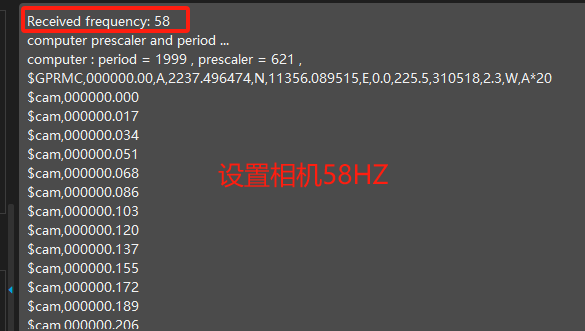 Received frequency: 58
computer prescaler and period ...
computer : period = 1999 , prescaler = 621 ,
$GPRMC,000000.00,A,2237.496474,N,11356.089515,E,0.0,225.5,310518,2.3,W,A*20
$cam,000000.000
$cam,000000.017
$cam,000000.034
$cam,000000.051
$cam,000000.068
$cam,000000.086
$cam,000000.103
$cam,000000.120
$cam,000000.137
$cam,000000.155
$cam,000000.172
$cam,000000.189
$cam,000000.206
设置相机58HZ